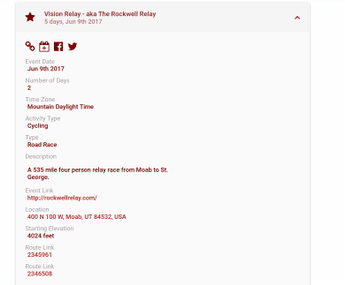 Vision Relay - aka The Rockwell Relay
5 days, Jun 9th 2017
Event Date
Jun 9th 2017
Number of Days
2
Time Zone
Mountain Daylight Time
Activity Type
Cycling
Type
Road Race
Description
A 535 mile four person relay race from Moab to St.
George.
Event Link
http://rockwellrelay.com/
Location
400 N 100 W, Moab, UT 84532, USA
Starting Elevation
4024 feet
Route Link
2345961
Route Link
2346508